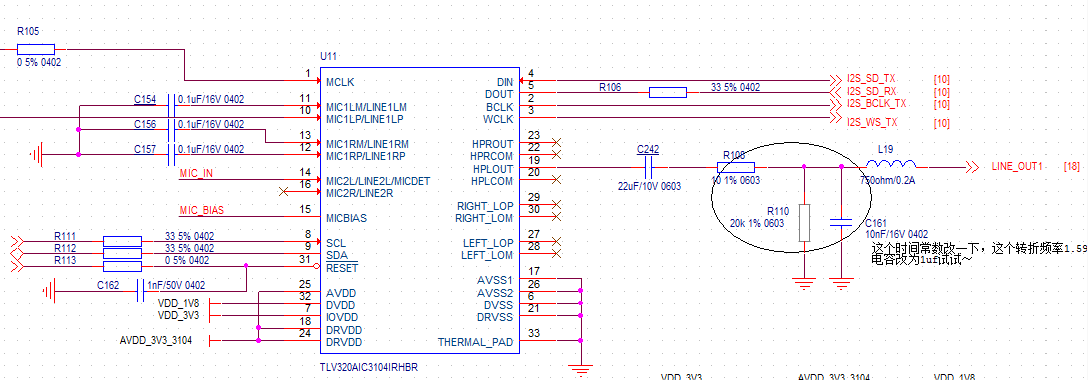 R105
0 5% 0402
U11
1
MCLK
C154
0.1uF/16V 0402
11
MIC1LM/LINE1LM
10
MIC1LP/LINE1LP
C156
0.1uF/16V 0402
13
MIC1RM/LINE1RM
C157
0.1uF/16V 0402
12
MIC1RP/LINE1RP
MIC_IN
14
MIC2L/LINE2L/MICDET
16
MIC2R/LINE2R
MIC_BIAS
15
MICBIAS
R111
33 5% 0402
8
SCL
R112
33 5% 0402
9
SDA
R113
0 5% 0402
31
RESET
C162
1nF/50V 0402
25
AVDD
VDD_1V8
32
DVDD
VDD_3V3
7
IOVDD
18
DRVDD
AVDD_3V3_3104
24
DRVDD
TLV320AIC3104IRHBR
DIN
4
I2S_SD_TX
[10]
DOUT
5
R106
33 5% 0402
I2S_SD_RX
[10]
BCLK
2
I2S_BCLK_TX
[10]
WCLK
3
I2S_WS_TX
[10]
HPROUT
23
HPRCOM
22
HPLOUT
19
HPLCOM
20
C242
22uF/10V 0603
R108
10 1% 0603
L19
750ohm/0.2A
LINE_OUT1
[18]
RIGHT_LOP
29
RIGHT_LOM
30
R110
20k 1% 0603
C161
10nF/16V 0402
这个时间常数改一下，这个转折频率1.59
电容改为1uf试试～
LEFT_LOP
27
LEFT_LOM
28
AVSS1
17
AVSS2
26
DVSS
6
DRVSS
21
THERMAL_PAD
33
VDD_3V3
AVDD_3V3_3104
VDD_1V8